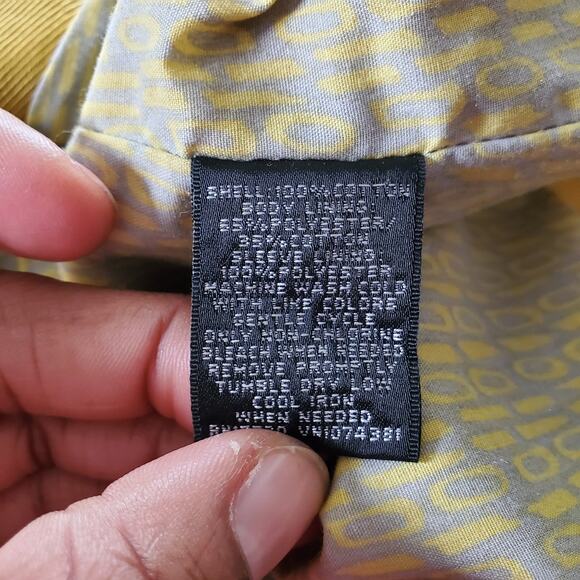 SHELL:100% COTTON
BODY LINING
65%POLYESTER/
35%COTTON
SLEEVE LINING
100%POLYESTER
MACHINE WASH COLD
WITH LIKE COLORS
GENTLE CYCLE
ONLY NON-CHLORINE
BLEACH WHEN NEEDED
REMOVE PROMPTLY
TUMBLE DRY LOW
COOL IRON
WHEN NEEDED
VN1074381